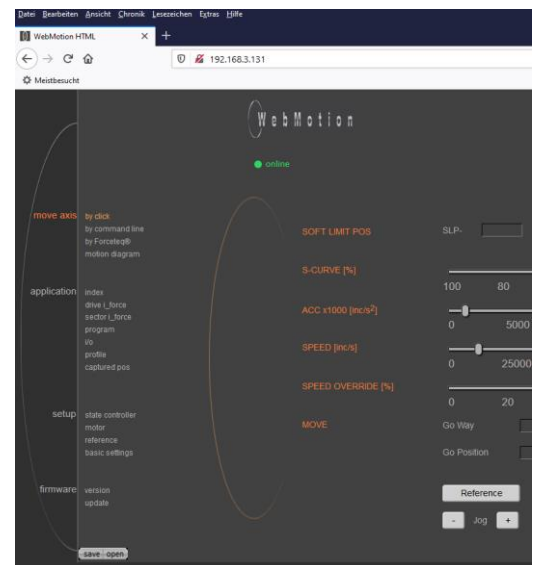 Datei Bearbeiten Ansicht Chronik Lesezeichen Extras Hilfe
WebMotion HTML × +
192.168.3.131
Meistbesucht
WebMotion
online
move axis
by click
by command line
by Forceteq®
motion diagram
application
index
drive i_force
sector i_force
program
i/o
profile
captured pos
setup
state controller
motor
reference
basic settings
firmware
version
update
save open
SOFT LIMIT POS SLP-
S-CURVE [%]
100 80
ACC x1000 [inc/s²]
0 5000
SPEED [inc/s]
0 25000
SPEED OVERRIDE [%]
0 20
MOVE Go Way
Go Position
Reference
- Jog +